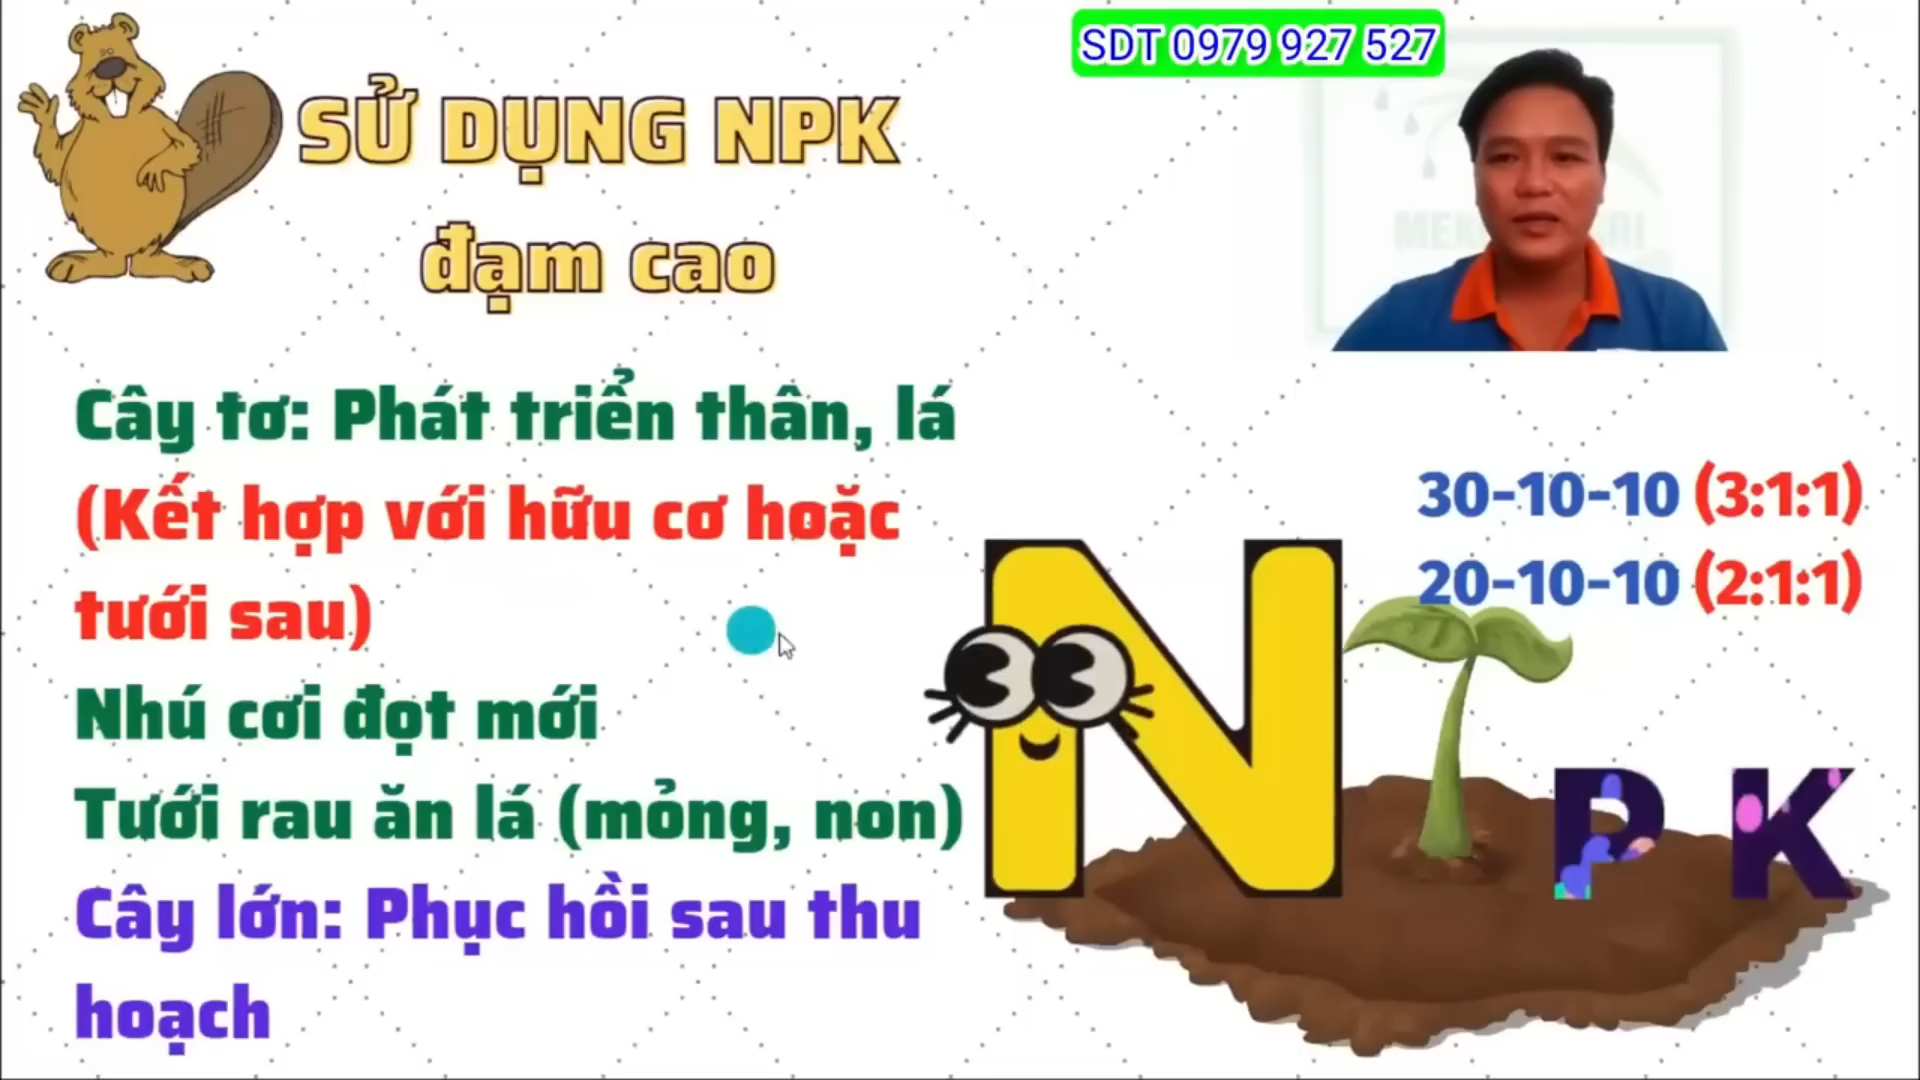 SDT 0979 927 527
SỬ DỤNG NPK
đạm cao
Cây tơ: Phát triển thân, lá
(Kết hợp với hữu cơ hoặc
tưới sau)
Nhú cơi đọt mới
Tưới rau ăn lá (mỏng, non)
Cây lớn: Phục hồi sau thu
hoạch
30-10-10 (3:1:1)
20-10-10 (2:1:1)
N P K